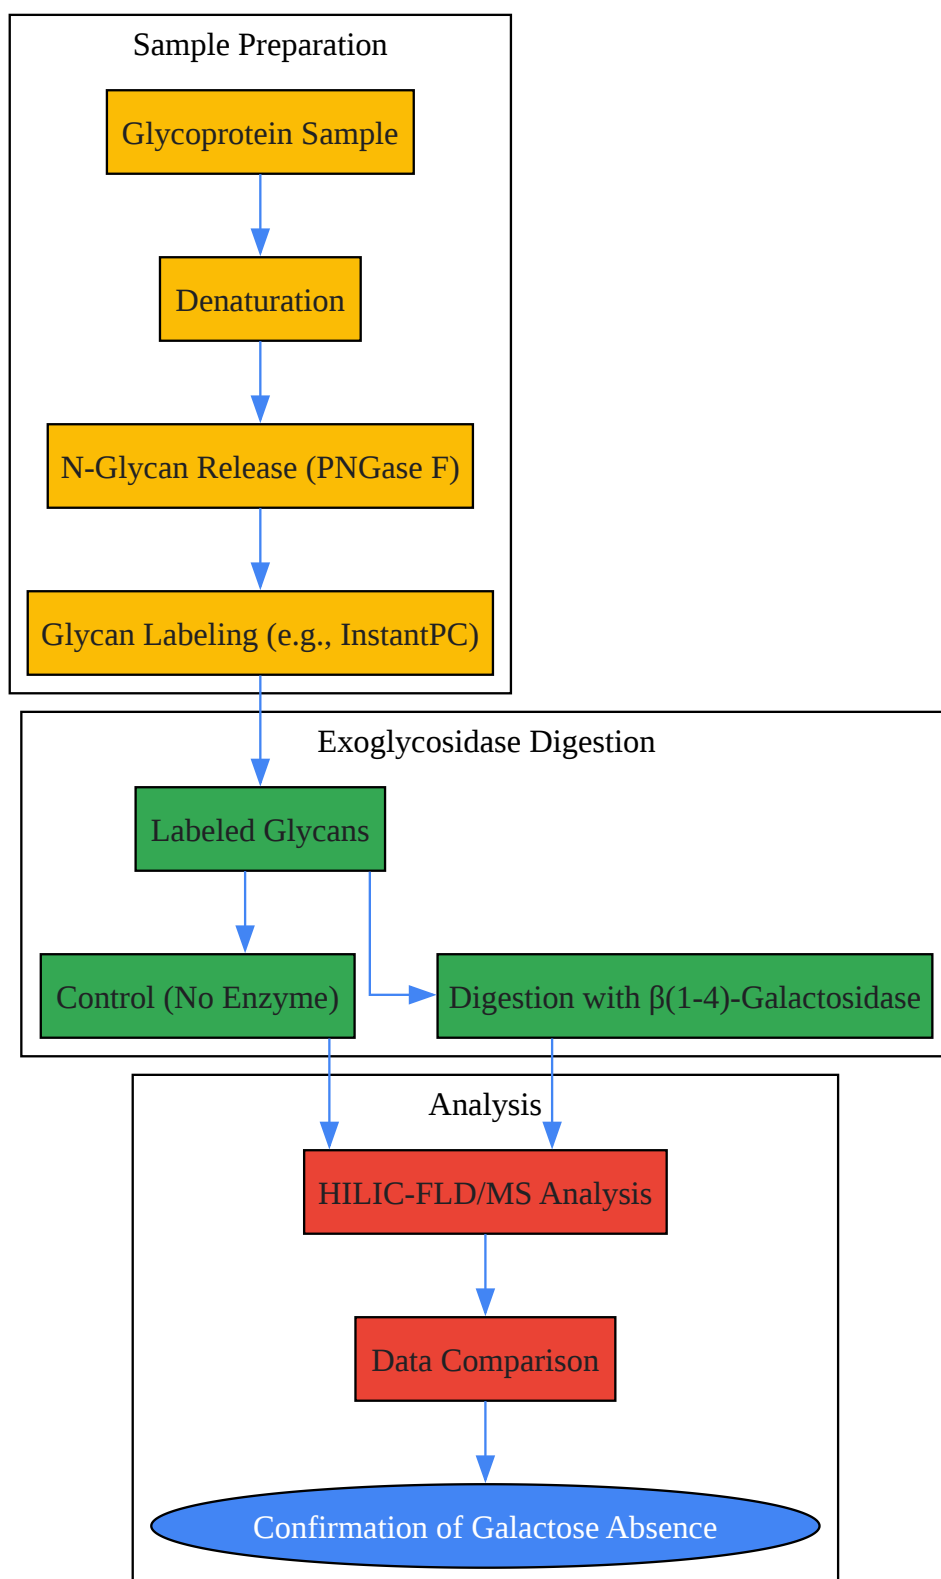 Sample Preparation
Glycoprotein Sample
Denaturation
N-Glycan Release (PNGase F)
Glycan Labeling (e.g., InstantPC)
Exoglycosidase Digestion
Labeled Glycans
Control (No Enzyme)
Digestion with β(1-4)-Galactosidase
Analysis
HILIC-FLD/MS Analysis
Data Comparison
Confirmation of Galactose Absence